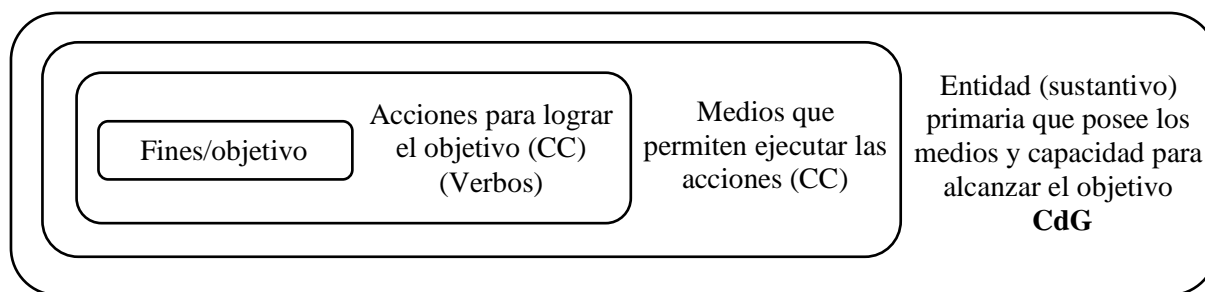 Fines/objetivo
Acciones para lograr
el objetivo (CC)
(Verbos)
Medios que
permiten ejecutar las
acciones (CC)
Entidad (sustantivo)
primaria que posee los
medios y capacidad para
alcanzar el objetivo
CdG